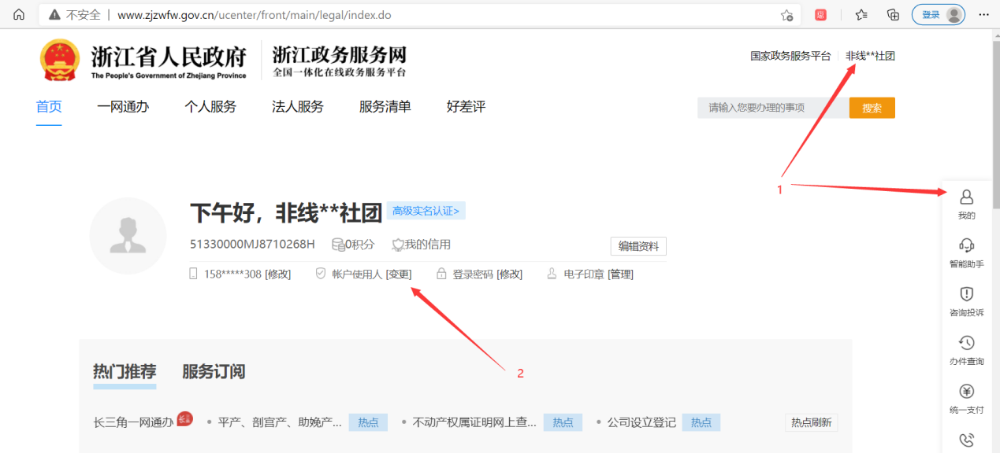 不安全 | www.zjzwfw.gov.cn/ucenter/front/main/legal/index.do
登录
浙江省人民政府
The People's Government of Zhejiang Province
浙江政务服务网
全国一体化在线政务服务平台
国家政务服务平台 非线**社团
首页 一网通办 个人服务 法人服务 服务清单 好差评
请输入您要办理的事项 搜索
1
下午好，非线**社团 高级实名认证>
51330000MJ8710268H 0积分 我的信用 编辑资料
158*****308 [修改] 帐户使用人 [变更] 登录密码 [修改] 电子印章 [管理]
2
我的
智能助手
咨询投诉
办件查询
统一支付
热门推荐 服务订阅
长三角一网通办 • 平产、剖宫产、助娩产... 热点 • 不动产权属证明网上查... 热点 • 公司设立登记 热点 热点刷新